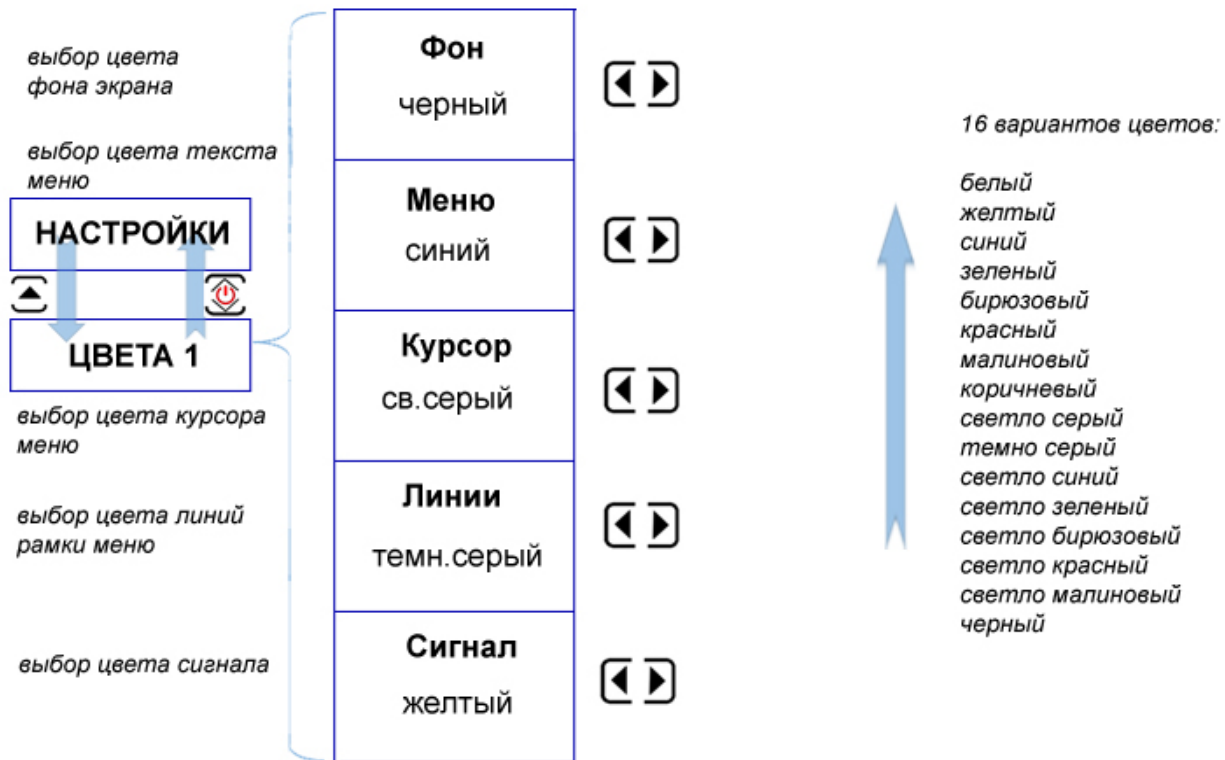 выбор цвета
фона экрана
выбор цвета текста
меню
НАСТРОЙКИ
ЦВЕТА 1
выбор цвета курсора
меню
выбор цвета линий
рамки меню
выбор цвета сигнала
Фон
черный
Меню
синий
Курсор
св.серый
Линии
темн.серый
Сигнал
желтый
16 вариантов цветов:
белый
желтый
синий
зеленый
бирюзовый
красный
малиновый
коричневый
светло серый
темно серый
светло синий
светло зеленый
светло бирюзовый
светло красный
светло малиновый
черный